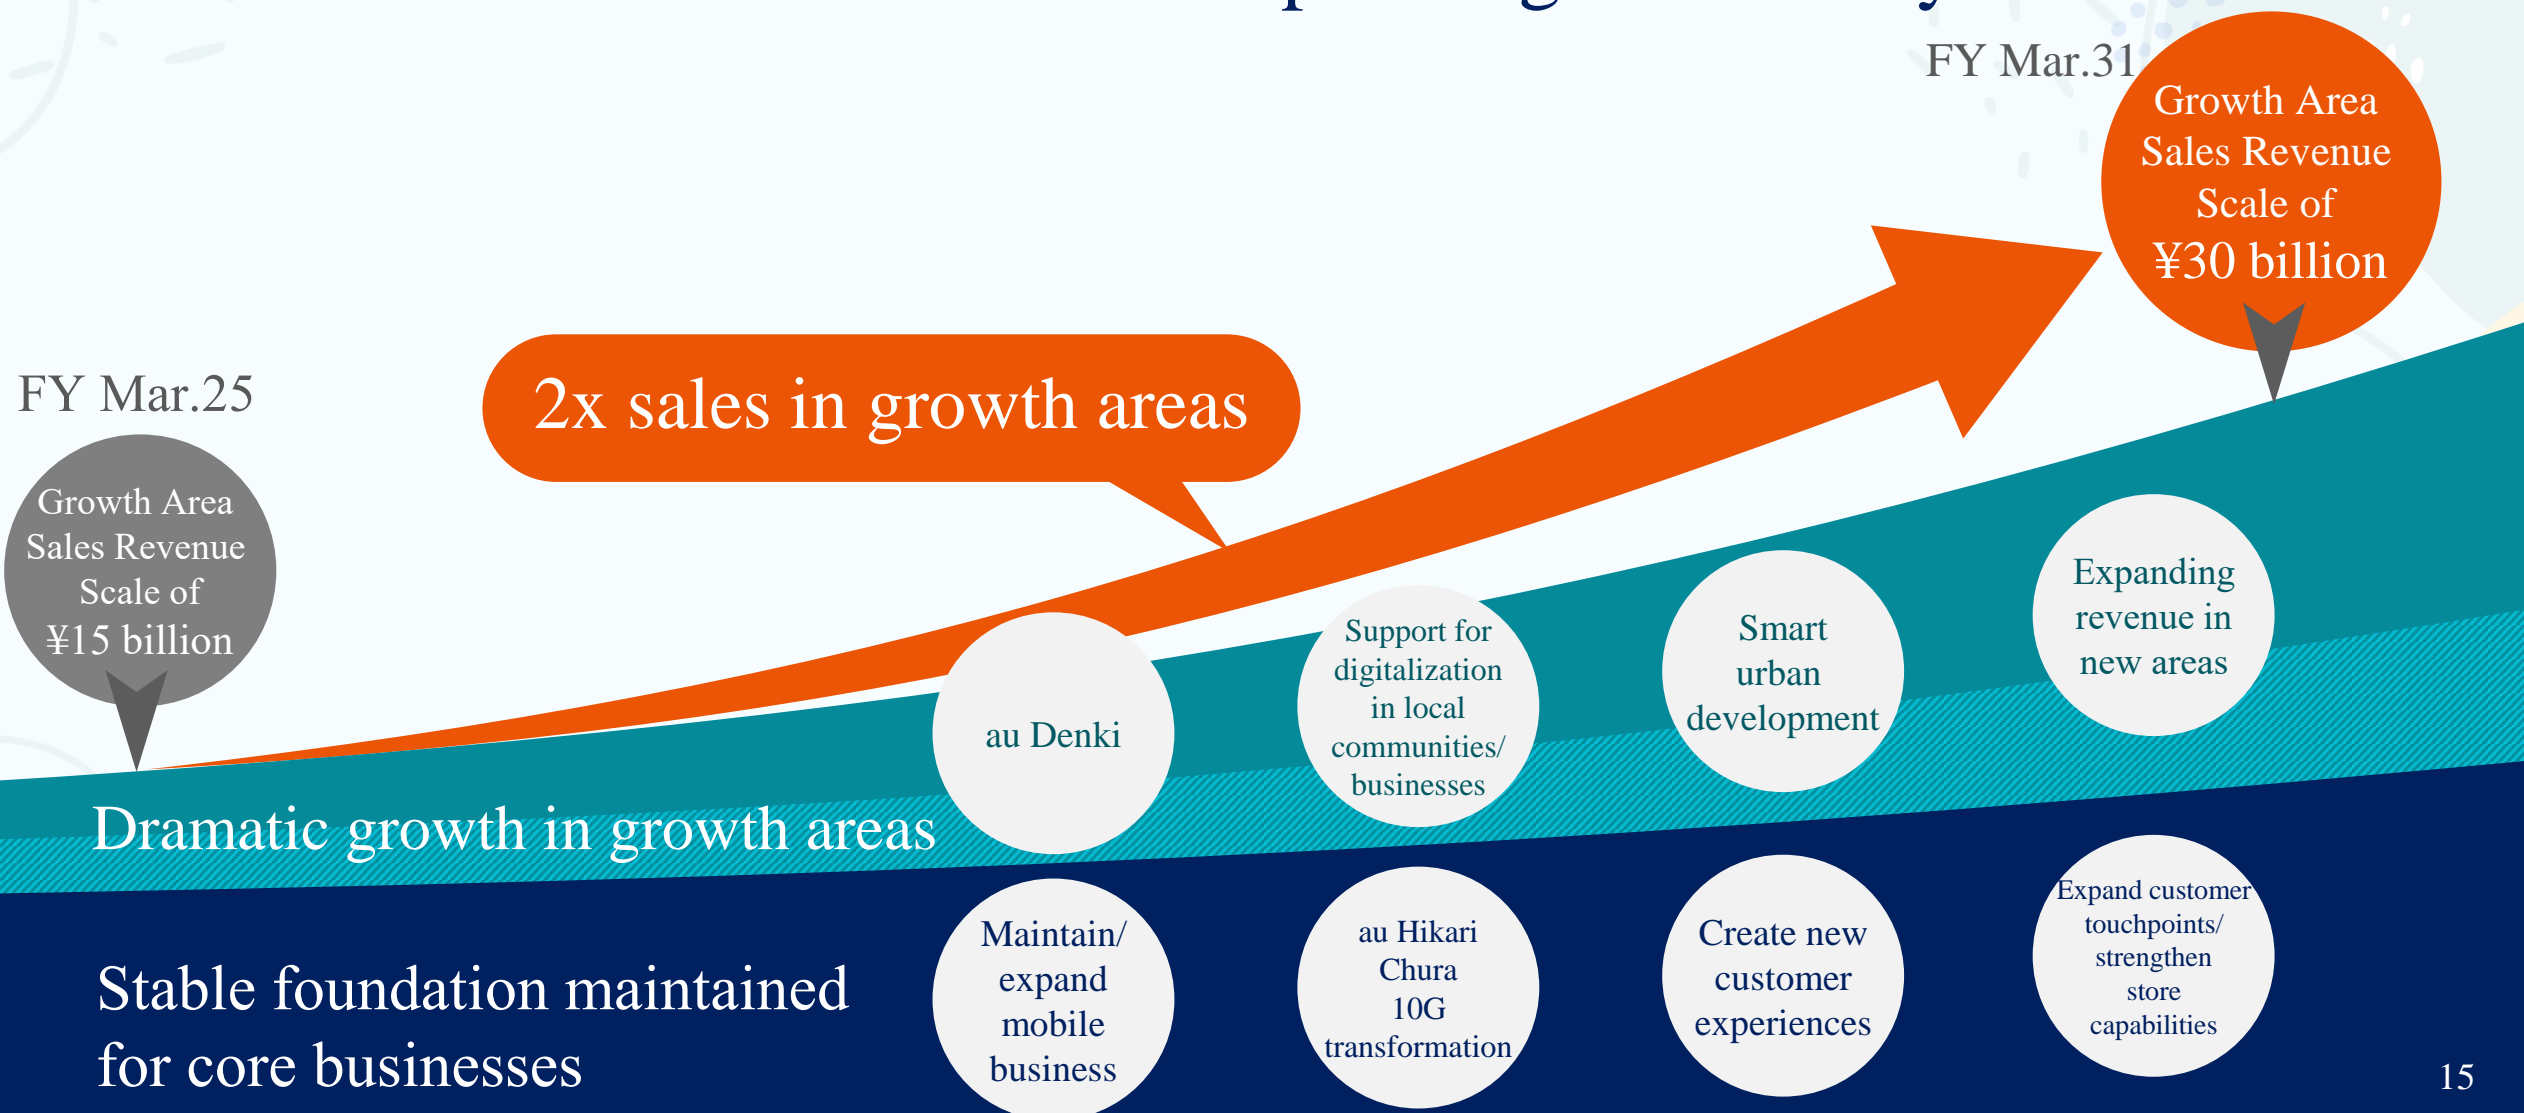 FY Mar.31
Growth Area
Sales Revenue
Scale of
¥30 billion
2x sales in growth areas
FY Mar.25
Growth Area
Sales Revenue
Scale of
¥15 billion
Dramatic growth in growth areas
au Denki
Support for
digitalization
in local
communities/
businesses
Smart
urban
development
Expanding
revenue in
new areas
Stable foundation maintained
for core businesses
Maintain/
expand
mobile
business
au Hikari
Chura
10G
transformation
Create new
customer
experiences
Expand customer
touchpoints/
strengthen
store
capabilities
15